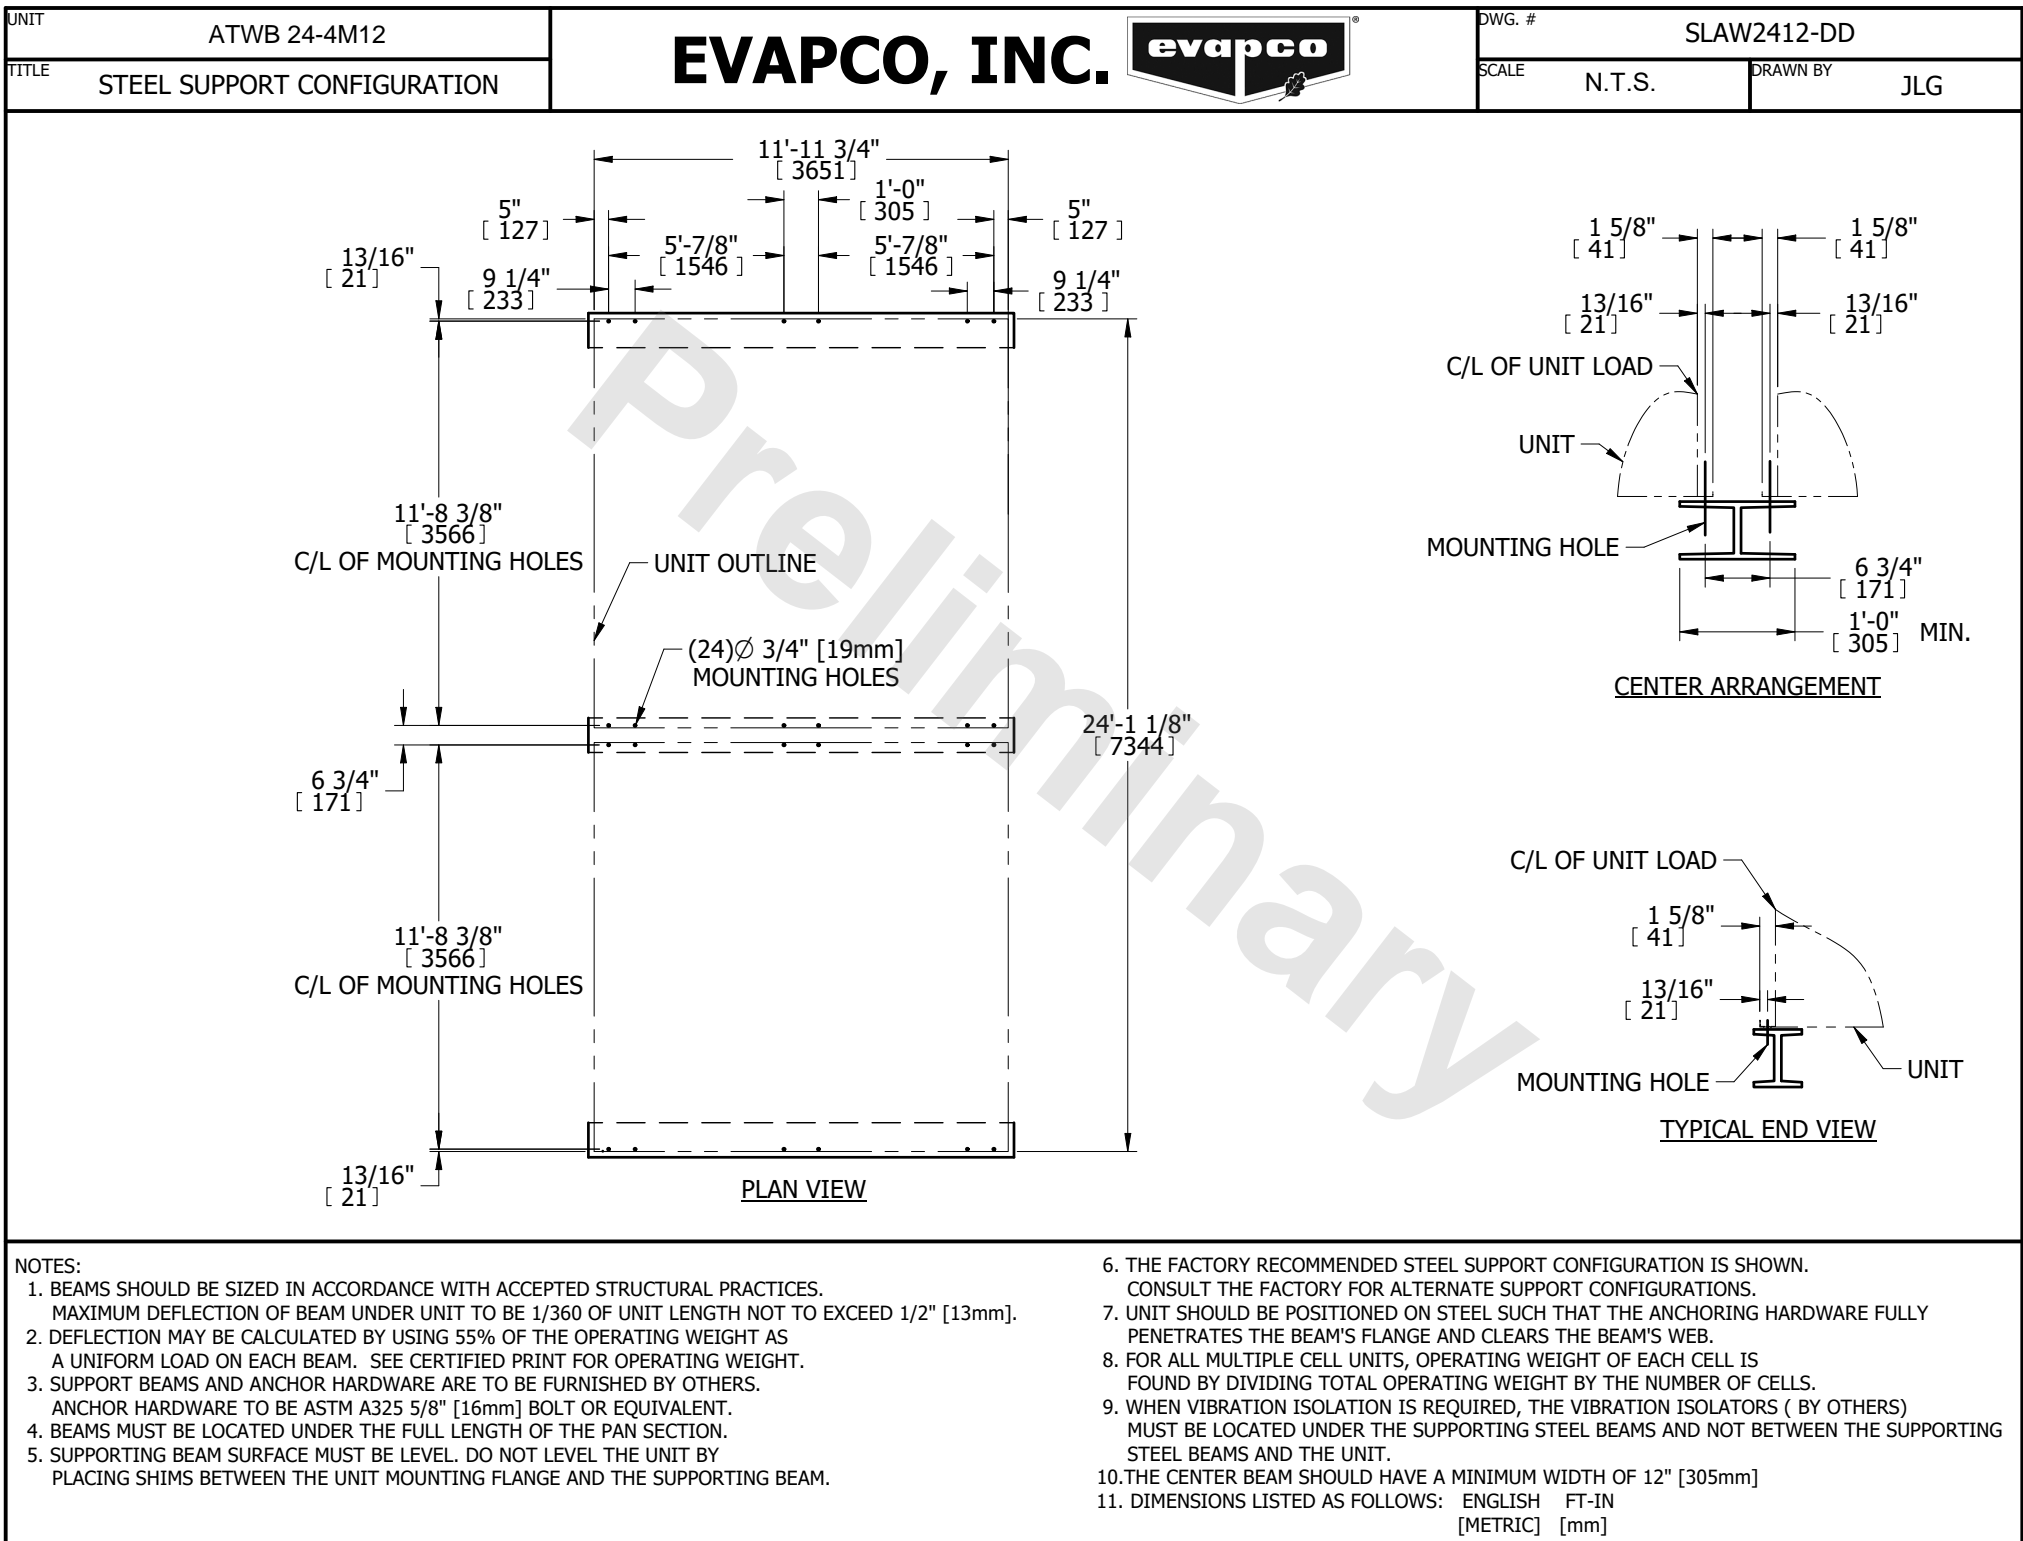 UNIT
ATWB 24-4M12
TITLE
STEEL SUPPORT CONFIGURATION
EVAPCO, INC.
evapco
®
DWG. #
SLAW2412-DD
SCALE
N.T.S.
DRAWN BY
JLG
11'-11 3/4"
[ 3651 ]
1'-0"
[ 305 ]
5"
[ 127 ]
5"
[ 127 ]
5'-7/8"
[ 1546 ]
5'-7/8"
[ 1546 ]
13/16"
[ 21 ]
9 1/4"
[ 233 ]
9 1/4"
[ 233 ]
11'-8 3/8"
[ 3566 ]
C/L OF MOUNTING HOLES
UNIT OUTLINE
(24)∅ 3/4" [19mm]
MOUNTING HOLES
6 3/4"
[ 171 ]
24'-1 1/8"
[ 7344 ]
11'-8 3/8"
[ 3566 ]
C/L OF MOUNTING HOLES
13/16"
[ 21 ]
PLAN VIEW
Preliminary
1 5/8"
[ 41 ]
1 5/8"
[ 41 ]
13/16"
[ 21 ]
13/16"
[ 21 ]
C/L OF UNIT LOAD
UNIT
MOUNTING HOLE
6 3/4"
[ 171 ]
1'-0"
[ 305 ] MIN.
CENTER ARRANGEMENT
C/L OF UNIT LOAD
1 5/8"
[ 41 ]
13/16"
[ 21 ]
MOUNTING HOLE
UNIT
TYPICAL END VIEW
NOTES:
1. BEAMS SHOULD BE SIZED IN ACCORDANCE WITH ACCEPTED STRUCTURAL PRACTICES.
MAXIMUM DEFLECTION OF BEAM UNDER UNIT TO BE 1/360 OF UNIT LENGTH NOT TO EXCEED 1/2" [13mm].
2. DEFLECTION MAY BE CALCULATED BY USING 55% OF THE OPERATING WEIGHT AS
A UNIFORM LOAD ON EACH BEAM. SEE CERTIFIED PRINT FOR OPERATING WEIGHT.
3. SUPPORT BEAMS AND ANCHOR HARDWARE ARE TO BE FURNISHED BY OTHERS.
ANCHOR HARDWARE TO BE ASTM A325 5/8" [16mm] BOLT OR EQUIVALENT.
4. BEAMS MUST BE LOCATED UNDER THE FULL LENGTH OF THE PAN SECTION.
5. SUPPORTING BEAM SURFACE MUST BE LEVEL. DO NOT LEVEL THE UNIT BY
PLACING SHIMS BETWEEN THE UNIT MOUNTING FLANGE AND THE SUPPORTING BEAM.
6. THE FACTORY RECOMMENDED STEEL SUPPORT CONFIGURATION IS SHOWN.
CONSULT THE FACTORY FOR ALTERNATE SUPPORT CONFIGURATIONS.
7. UNIT SHOULD BE POSITIONED ON STEEL SUCH THAT THE ANCHORING HARDWARE FULLY
PENETRATES THE BEAM'S FLANGE AND CLEARS THE BEAM'S WEB.
8. FOR ALL MULTIPLE CELL UNITS, OPERATING WEIGHT OF EACH CELL IS
FOUND BY DIVIDING TOTAL OPERATING WEIGHT BY THE NUMBER OF CELLS.
9. WHEN VIBRATION ISOLATION IS REQUIRED, THE VIBRATION ISOLATORS ( BY OTHERS)
MUST BE LOCATED UNDER THE SUPPORTING STEEL BEAMS AND NOT BETWEEN THE SUPPORTING
STEEL BEAMS AND THE UNIT.
10.THE CENTER BEAM SHOULD HAVE A MINIMUM WIDTH OF 12" [305mm]
11. DIMENSIONS LISTED AS FOLLOWS: ENGLISH FT-IN
[METRIC] [mm]